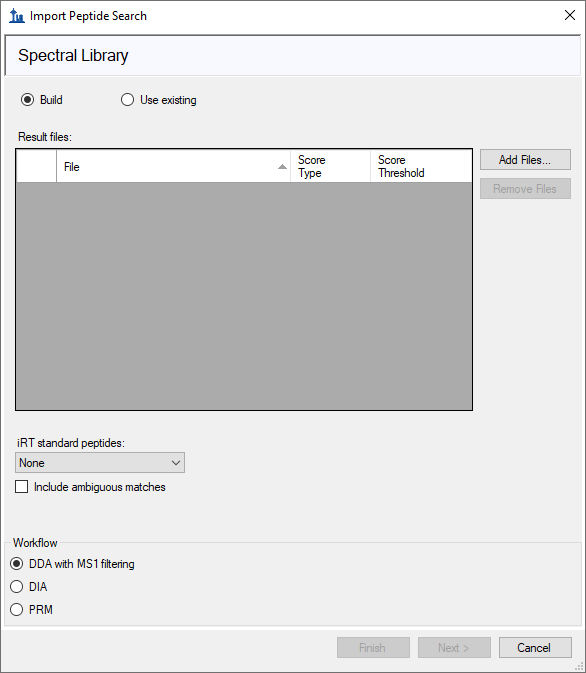 Import Peptide Search
Spectral Library
Build
Use existing
Result files:
File
Score
Type
Score
Threshold
Add Files...
Remove Files
iRT standard peptides:
None
Include ambiguous matches
Workflow
DDA with MS1 filtering
DIA
PRM
Finish
Next >
Cancel